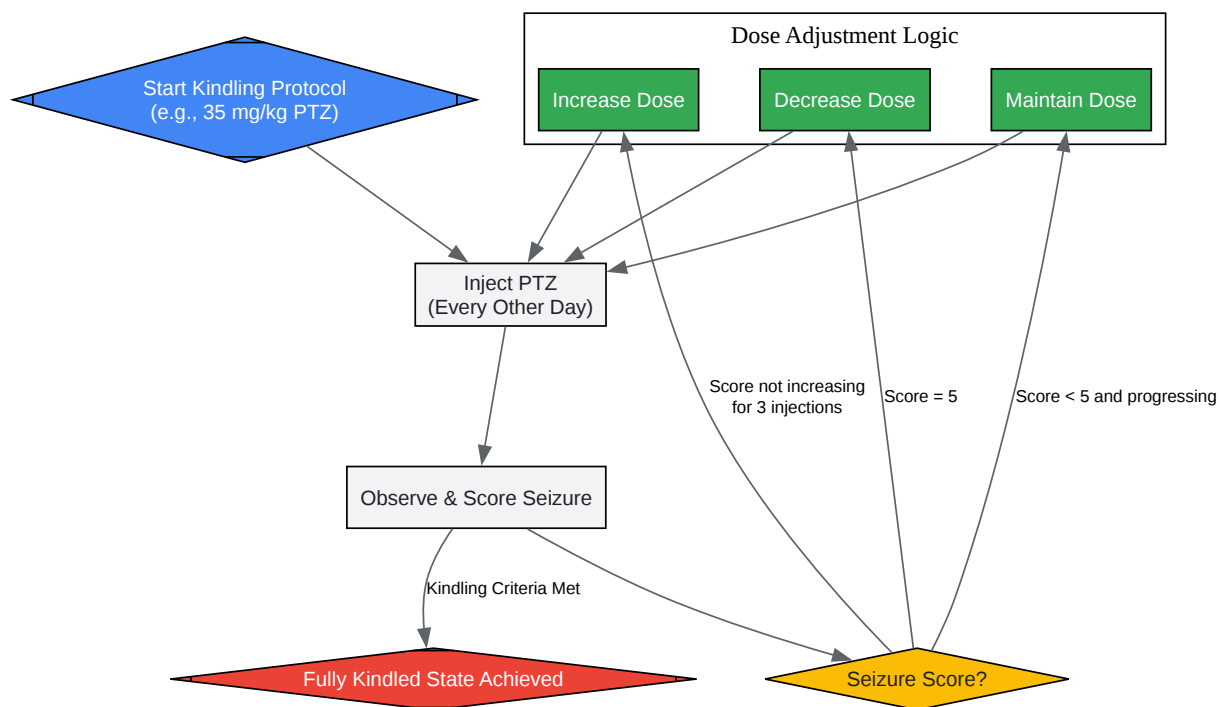 Dose Adjustment Logic
Start Kindling Protocol
(e.g., 35 mg/kg PTZ)
Increase Dose
Decrease Dose
Maintain Dose
Inject PTZ
(Every Other Day)
Score not increasing
for 3 injections
Score = 5
Score < 5 and progressing
Observe & Score Seizure
Kindling Criteria Met
Fully Kindled State Achieved
Seizure Score?